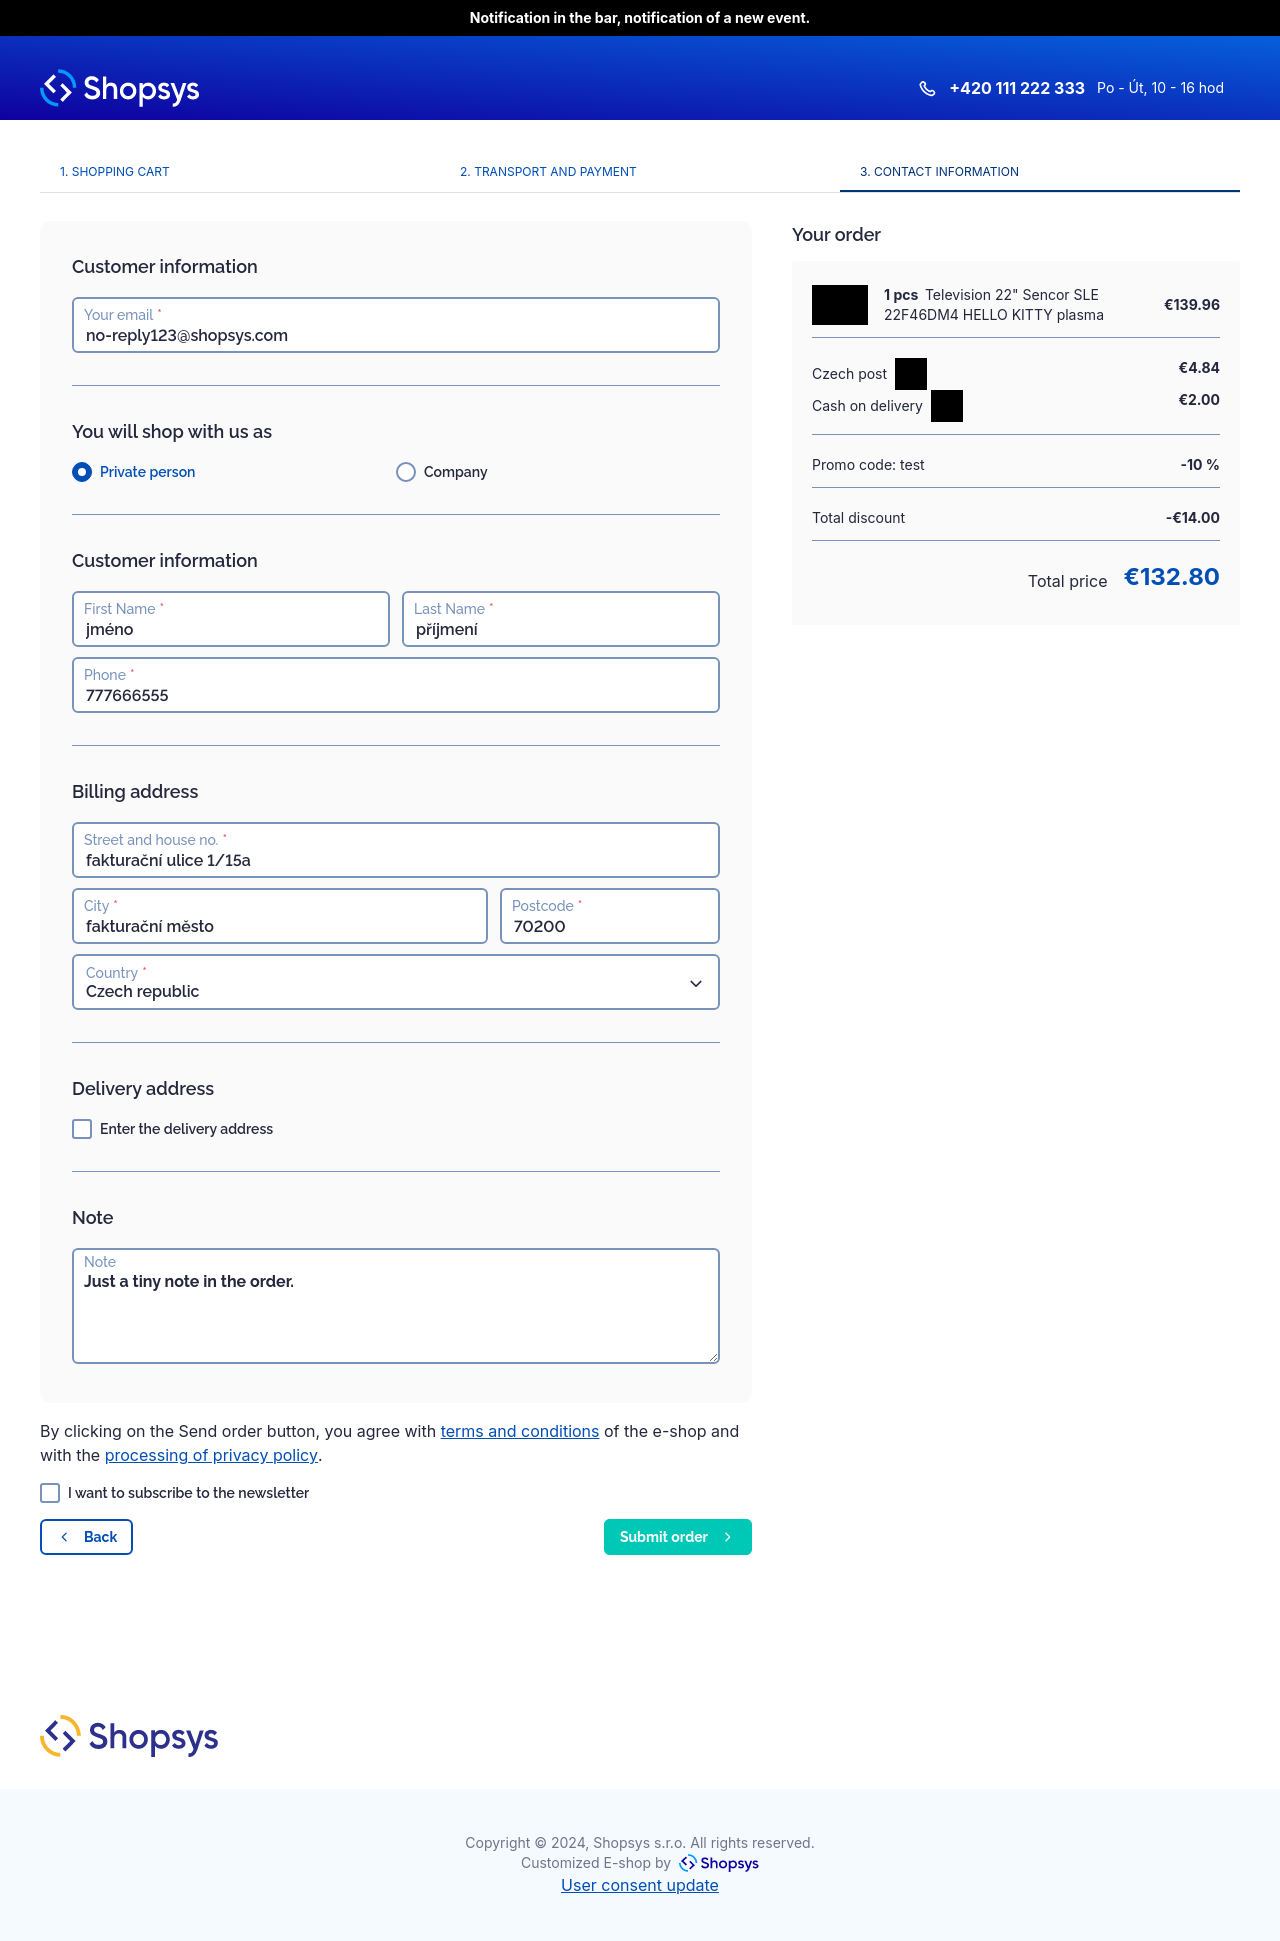 Notification in the bar, notification of a new event.
Shopsys
+420 111 222 333 Po - Út, 10 - 16 hod
1. SHOPPING CART
2. TRANSPORT AND PAYMENT
3. CONTACT INFORMATION
Customer information
Your email *
no-reply123@shopsys.com
You will shop with us as
Private person
Company
Customer information
First Name *
jméno
Last Name *
příjmení
Phone *
777666555
Billing address
Street and house no. *
fakturační ulice 1/15a
City *
fakturační město
Postcode *
70200
Country *
Czech republic
Delivery address
Enter the delivery address
Note
Note
Just a tiny note in the order.
By clicking on the Send order button, you agree with terms and conditions of the e-shop and
with the processing of privacy policy.
I want to subscribe to the newsletter
Back
Submit order
Your order
1 pcs Television 22" Sencor SLE
22F46DM4 HELLO KITTY plasma
€139.96
Czech post
€4.84
Cash on delivery
€2.00
Promo code: test
-10 %
Total discount
-€14.00
Total price €132.80
Shopsys
Copyright © 2024, Shopsys s.r.o. All rights reserved.
Customized E-shop by Shopsys
User consent update